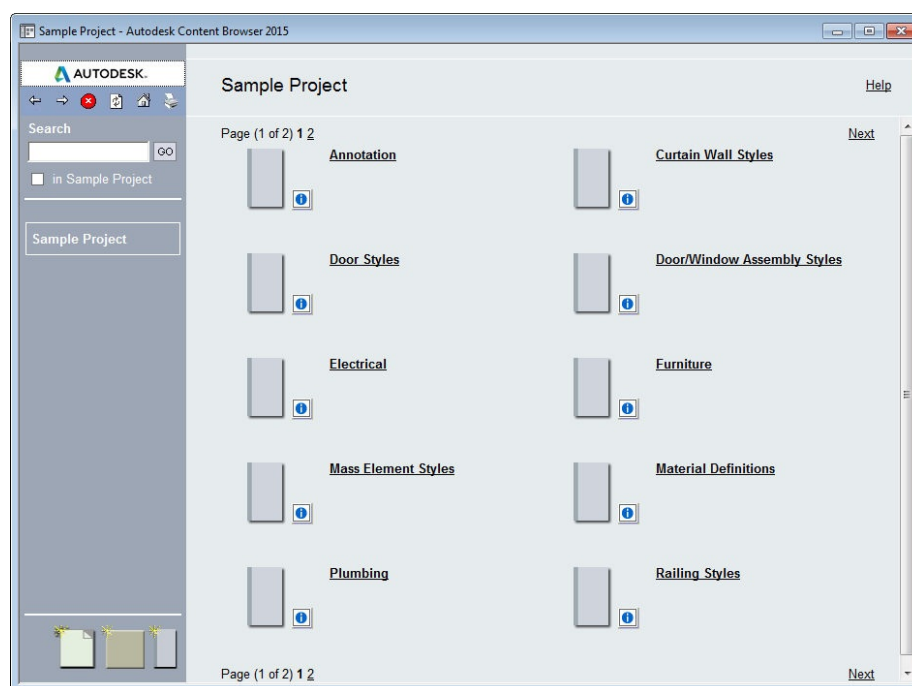 Sample Project - Autodesk Content Browser 2015
AUTODESK.
Sample Project
Help
Search
GO
in Sample Project
Sample Project
Page (1 of 2) 1 2
Next
Annotation
Curtain Wall Styles
Door Styles
Door/Window Assembly Styles
Electrical
Furniture
Mass Element Styles
Material Definitions
Plumbing
Railing Styles
Page (1 of 2) 1 2
Next